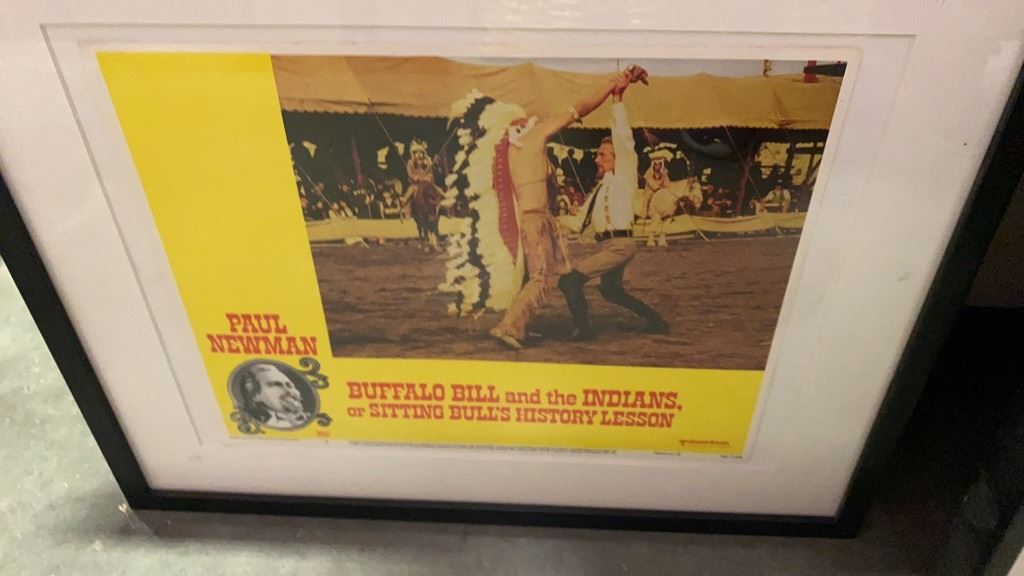 PAUL
NEWMAN
BUFFALO BILL and the INDIANS,
or SITTING BULL'S HISTORY LESSON